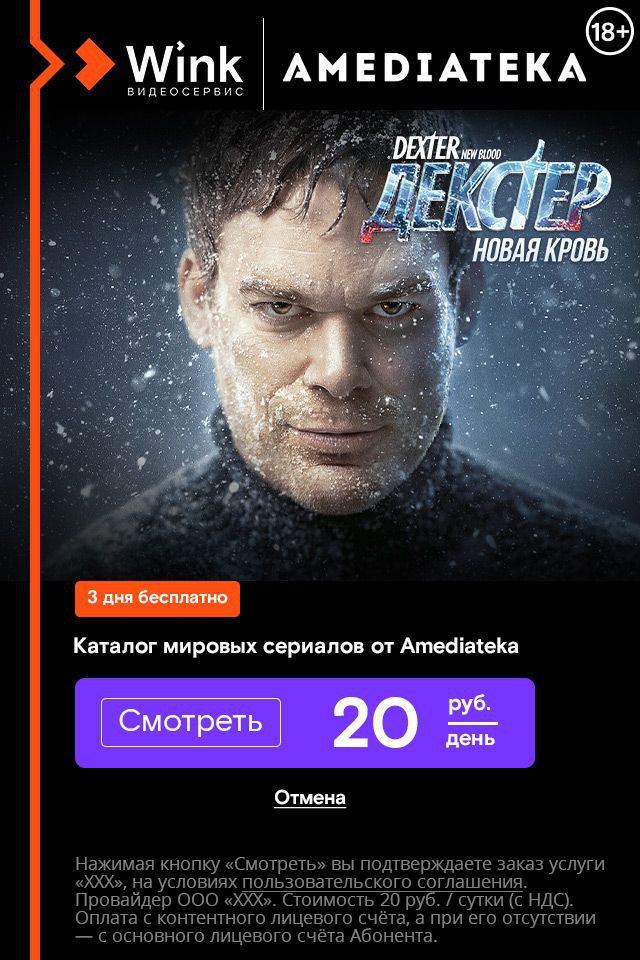 18+
Wink
ВИДЕОСЕРВИС
AMEDIATEKA
DEXTER NEW BLOOD
ДЕКСТЕР
НОВАЯ КРОВЬ
3 дня бесплатно
Каталог мировых сериалов от Amediateka
Смотреть
20
руб.
день
Отмена
Нажимая кнопку «Смотреть» вы подтверждаете заказ услуги
«XXX», на условиях пользовательского соглашения.
Провайдер ООО «XXX». Стоимость 20 руб. / сутки (с НДС).
Оплата с контентного лицевого счёта, а при его отсутствии
— с основного лицевого счёта Абонента.